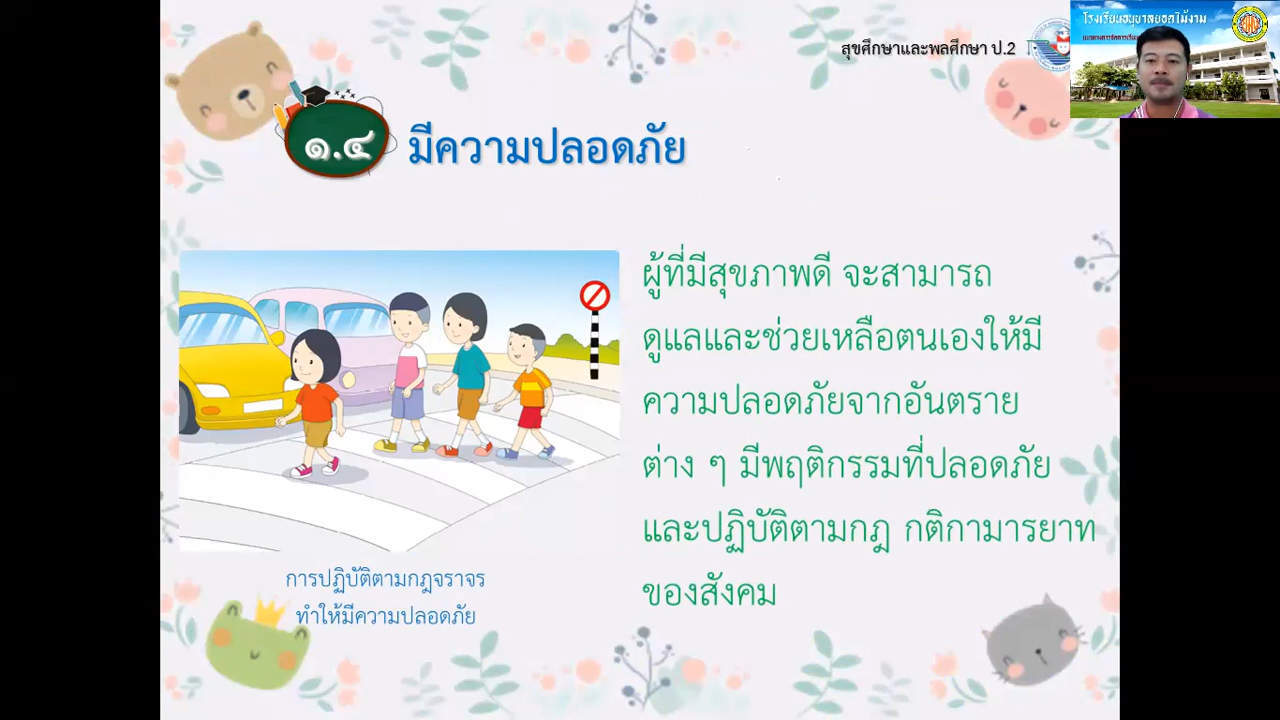 โรงเรียนอนุบาลยอดไม้งาม
สุขศึกษาและพลศึกษา ป.2
๑.๔ มีความปลอดภัย
ผู้ที่มีสุขภาพดี จะสามารถ
ดูแลและช่วยเหลือตนเองให้มี
ความปลอดภัยจากอันตราย
ต่าง ๆ มีพฤติกรรมที่ปลอดภัย
และปฏิบัติตามกฎ กติกามารยาท
ของสังคม
การปฏิบัติตามกฎจราจร
ทำให้มีความปลอดภัย